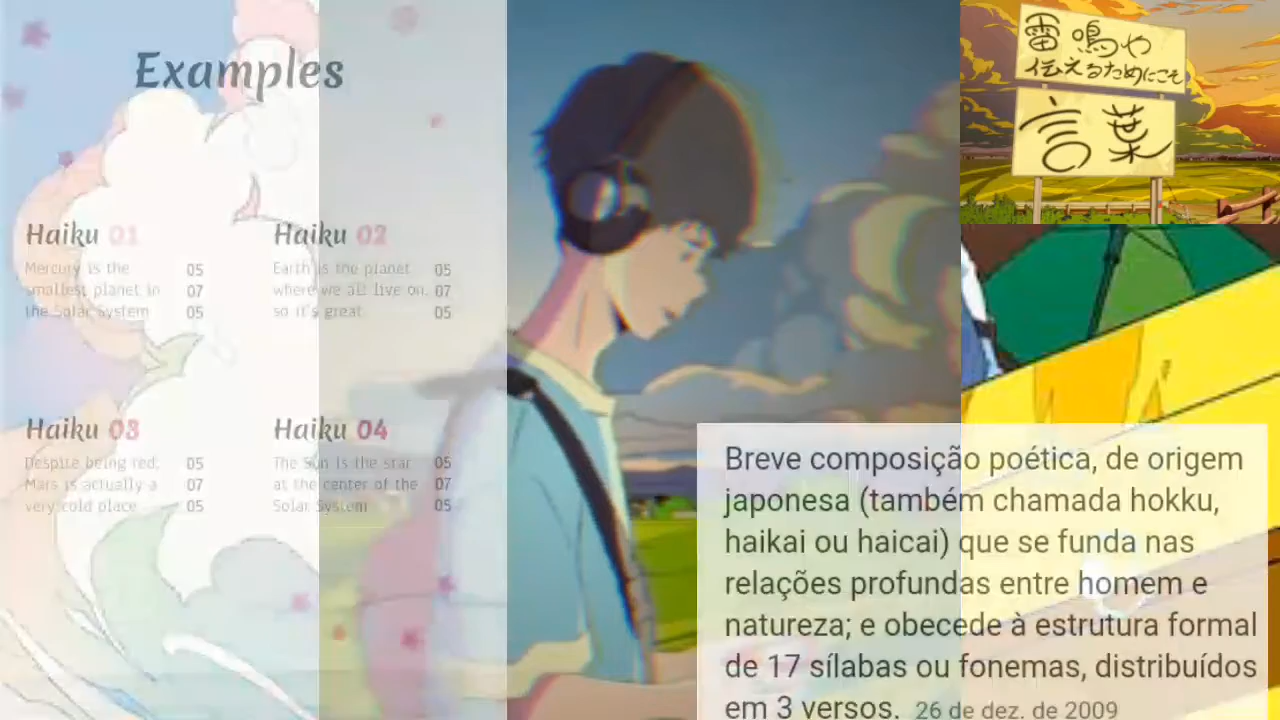 Examples
Haiku 01
Mercury is the 05
smallest planet in 07
the Solar System 05
Haiku 02
Earth is the planet 05
where we all live on, 07
so it's great 05
Haiku 03
Despite being red, 05
Mars is actually a 07
very cold place 05
Haiku 04
The Sun is the star 05
at the center of the 07
Solar System 05
雷鳴や
伝えるためにこそ
言葉
Breve composição poética, de origem
japonesa (também chamada hokku,
haikai ou haicai) que se funda nas
relações profundas entre homem e
natureza; e obecede à estrutura formal
de 17 sílabas ou fonemas, distribuídos
em 3 versos. 26 de dez. de 2009